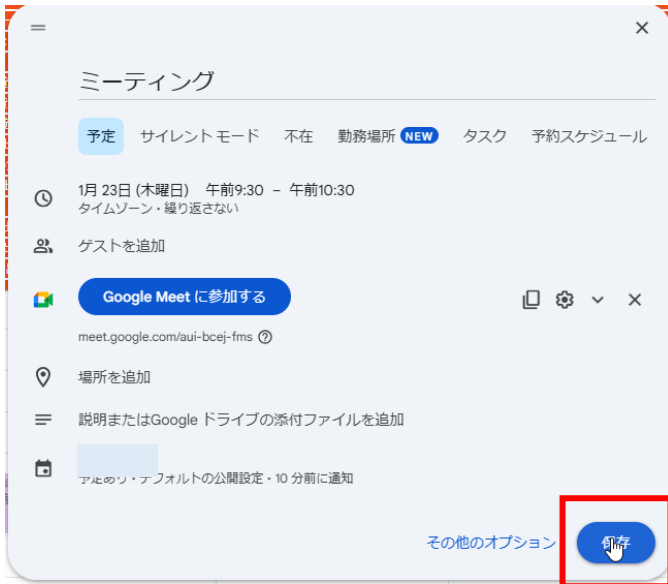 ミーティング
予定 サイレント モード 不在 勤務場所 NEW タスク 予約スケジュール
1月 23日 (木曜日) 午前9:30 – 午前10:30
タイムゾーン・繰り返さない
ゲストを追加
Google Meet に参加する
meet.google.com/aui-bcej-fms
場所を追加
説明またはGoogle ドライブの添付ファイルを追加
予定あり・デフォルトの公開設定・10 分前に通知
その他のオプション 保存